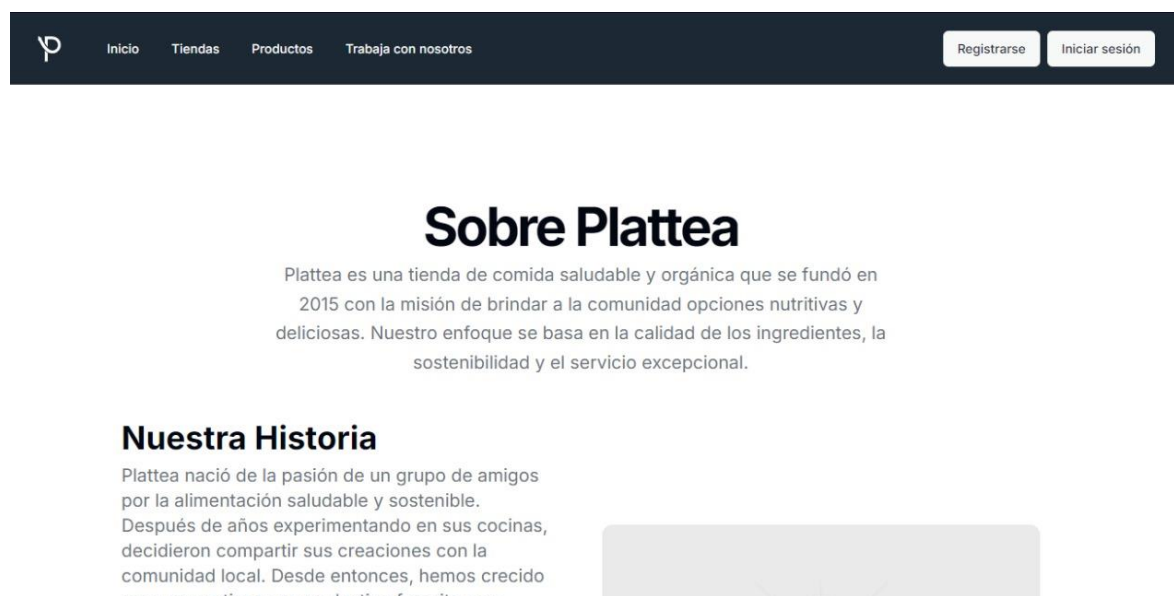 Inicio Tiendas Productos Trabaja con nosotros Registrarse Iniciar sesión
Sobre Plattea
Plattea es una tienda de comida saludable y orgánica que se fundó en
2015 con la misión de brindar a la comunidad opciones nutritivas y
deliciosas. Nuestro enfoque se basa en la calidad de los ingredientes, la
sostenibilidad y el servicio excepcional.
Nuestra Historia
Plattea nació de la pasión de un grupo de amigos
por la alimentación saludable y sostenible.
Después de años experimentando en sus cocinas,
decidieron compartir sus creaciones con la
comunidad local. Desde entonces, hemos crecido